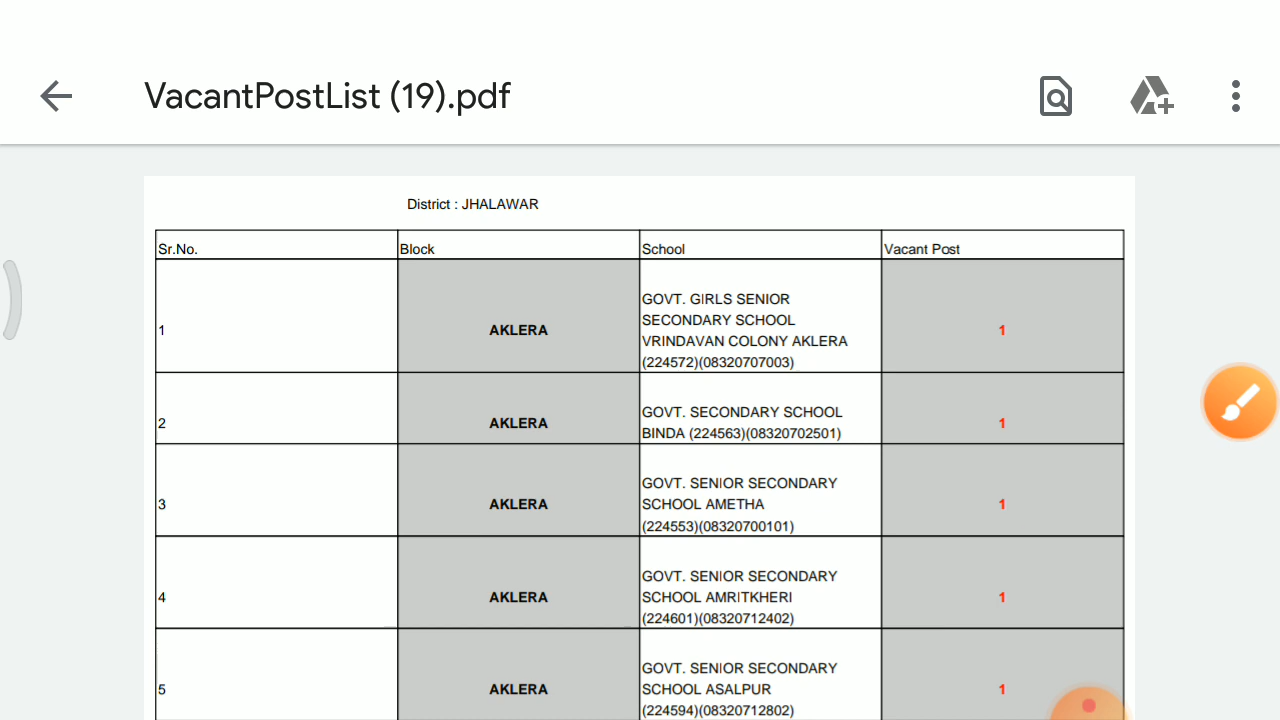 VacantPostList (19).pdf
District : JHALAWAR
Sr.No. Block School Vacant Post
1 AKLERA GOVT. GIRLS SENIOR
SECONDARY SCHOOL
VRINDAVAN COLONY AKLERA
(224572)(08320707003) 1
2 AKLERA GOVT. SECONDARY SCHOOL
BINDA (224563)(08320702501) 1
3 AKLERA GOVT. SENIOR SECONDARY
SCHOOL AMETHA
(224553)(08320700101) 1
4 AKLERA GOVT. SENIOR SECONDARY
SCHOOL AMRITKHERI
(224601)(08320712402) 1
5 AKLERA GOVT. SENIOR SECONDARY
SCHOOL ASALPUR
(224594)(08320712802) 1